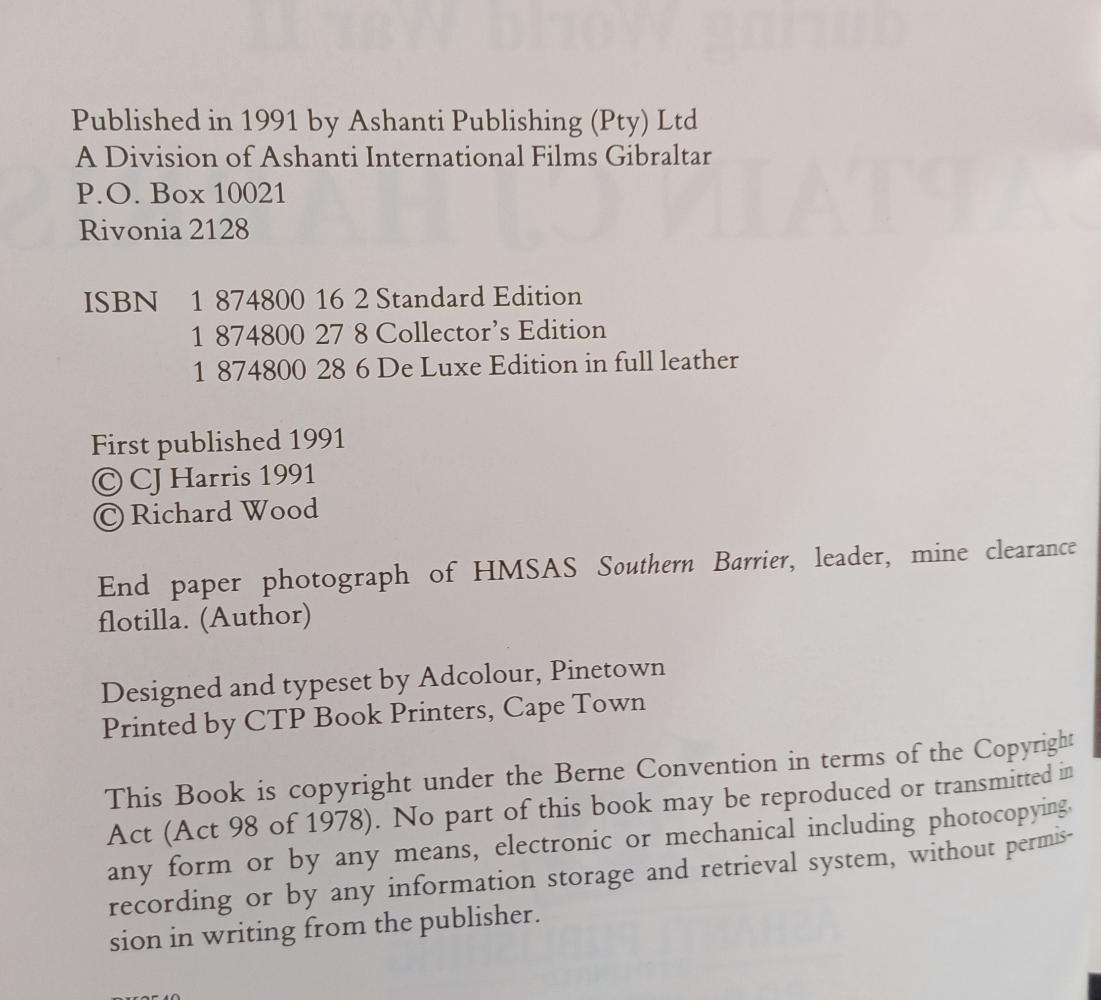 Published in 1991 by Ashanti Publishing (Pty) Ltd
A Division of Ashanti International Films Gibraltar
P.O. Box 10021
Rivonia 2128
ISBN 1 874800 16 2 Standard Edition
1 874800 27 8 Collector's Edition
1 874800 28 6 De Luxe Edition in full leather
First published 1991
© CJ Harris 1991
© Richard Wood
End paper photograph of HMSAS Southern Barrier, leader, mine clearance
flotilla. (Author)
Designed and typeset by Adcolour, Pinetown
Printed by CTP Book Printers, Cape Town
This Book is copyright under the Berne Convention in terms of the Copyright
Act (Act 98 of 1978). No part of this book may be reproduced or transmitted in
any form or by any means, electronic or mechanical including photocopying,
recording or by any information storage and retrieval system, without permis-
sion in writing from the publisher.